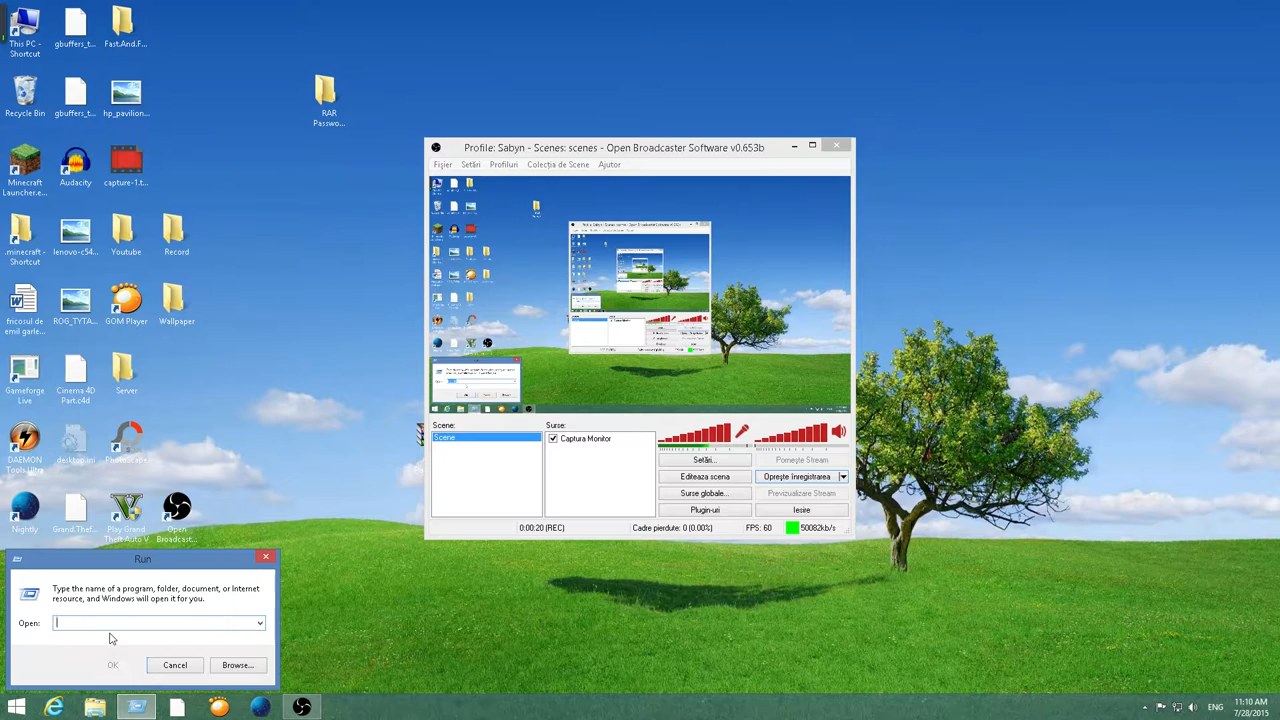 This PC - Shortcut
gbuffers_t...
Fast.And.F...
Recycle Bin
gbuffers_t...
hp_pavilion...
RAR Passwo...
Minecraft Launcher.e...
Audacity
capture-1.t...
.minecraft - Shortcut
lenovo-c54...
Youtube
Record
fricosul de emil garle...
ROG_TYTA...
GOM Player
Wallpaper
Gameforge Live
Cinema 4D Part.c4d
Server
DAEMON Tools Ultra
desktop.ini
PhotoScape
Nightly
Grand.Thef...
Play Grand Theft Auto V
Open Broadcast...
Profile: Sabyn - Scenes: scenes - Open Broadcaster Software v0.653b
Fișier Setări Profiluri Colecția de Scene Ajutor
Scene:
Scene
Surse:
Captura Monitor
Setări...
Pornește Stream
Editeaza scena
Oprește înregistrarea
Surse globale...
Previzualizare Stream
Plugin-uri
Iesire
0:00:20 (REC)
Cadre pierdute: 0 (0.00%)
FPS: 60
50082kb/s
Run
Type the name of a program, folder, document, or Internet
resource, and Windows will open it for you.
Open:
OK
Cancel
Browse...
ENG
11:10 AM
7/28/2015